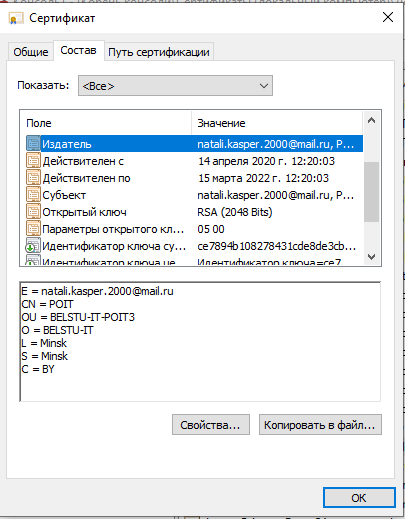 Сертификат
Общие Состав Путь сертификации
Показать: <Все>
Поле Значение
Издатель natali.kasper.2000@mail.ru, P...
Действителен с 14 апреля 2020 г. 12:20:03
Действителен по 15 марта 2022 г. 12:20:03
Субъект natali.kasper.2000@mail.ru, P...
Открытый ключ RSA (2048 Bits)
Параметры открытого кл... 05 00
Идентификатор ключа су... ce7894b108278431cde8de3cb...
Идентификатор ключа це Идентификатор ключа=ce7
E = natali.kasper.2000@mail.ru
CN = POIT
OU = BELSTU-IT-POIT3
O = BELSTU-IT
L = Minsk
S = Minsk
C = BY
Свойства... Копировать в файл...
OK